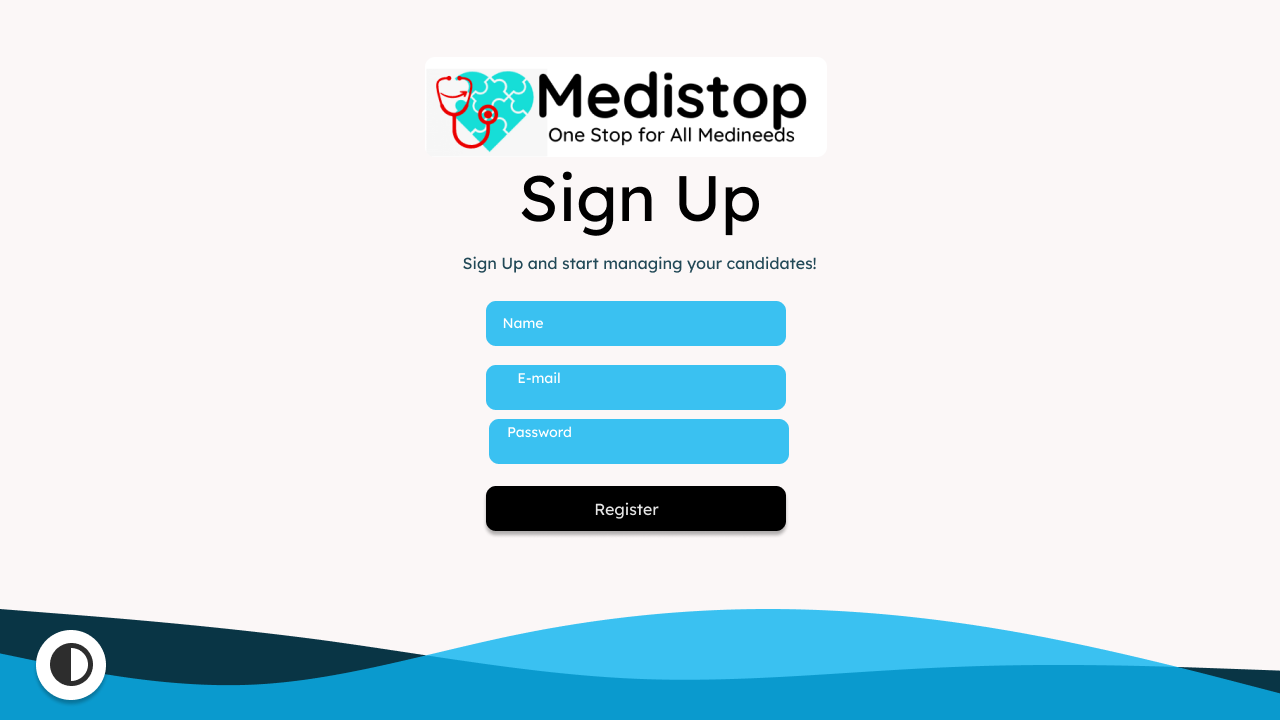 Medistop
One Stop for All Medineeds
Sign Up
Sign Up and start managing your candidates!
Name
E-mail
Password
Register